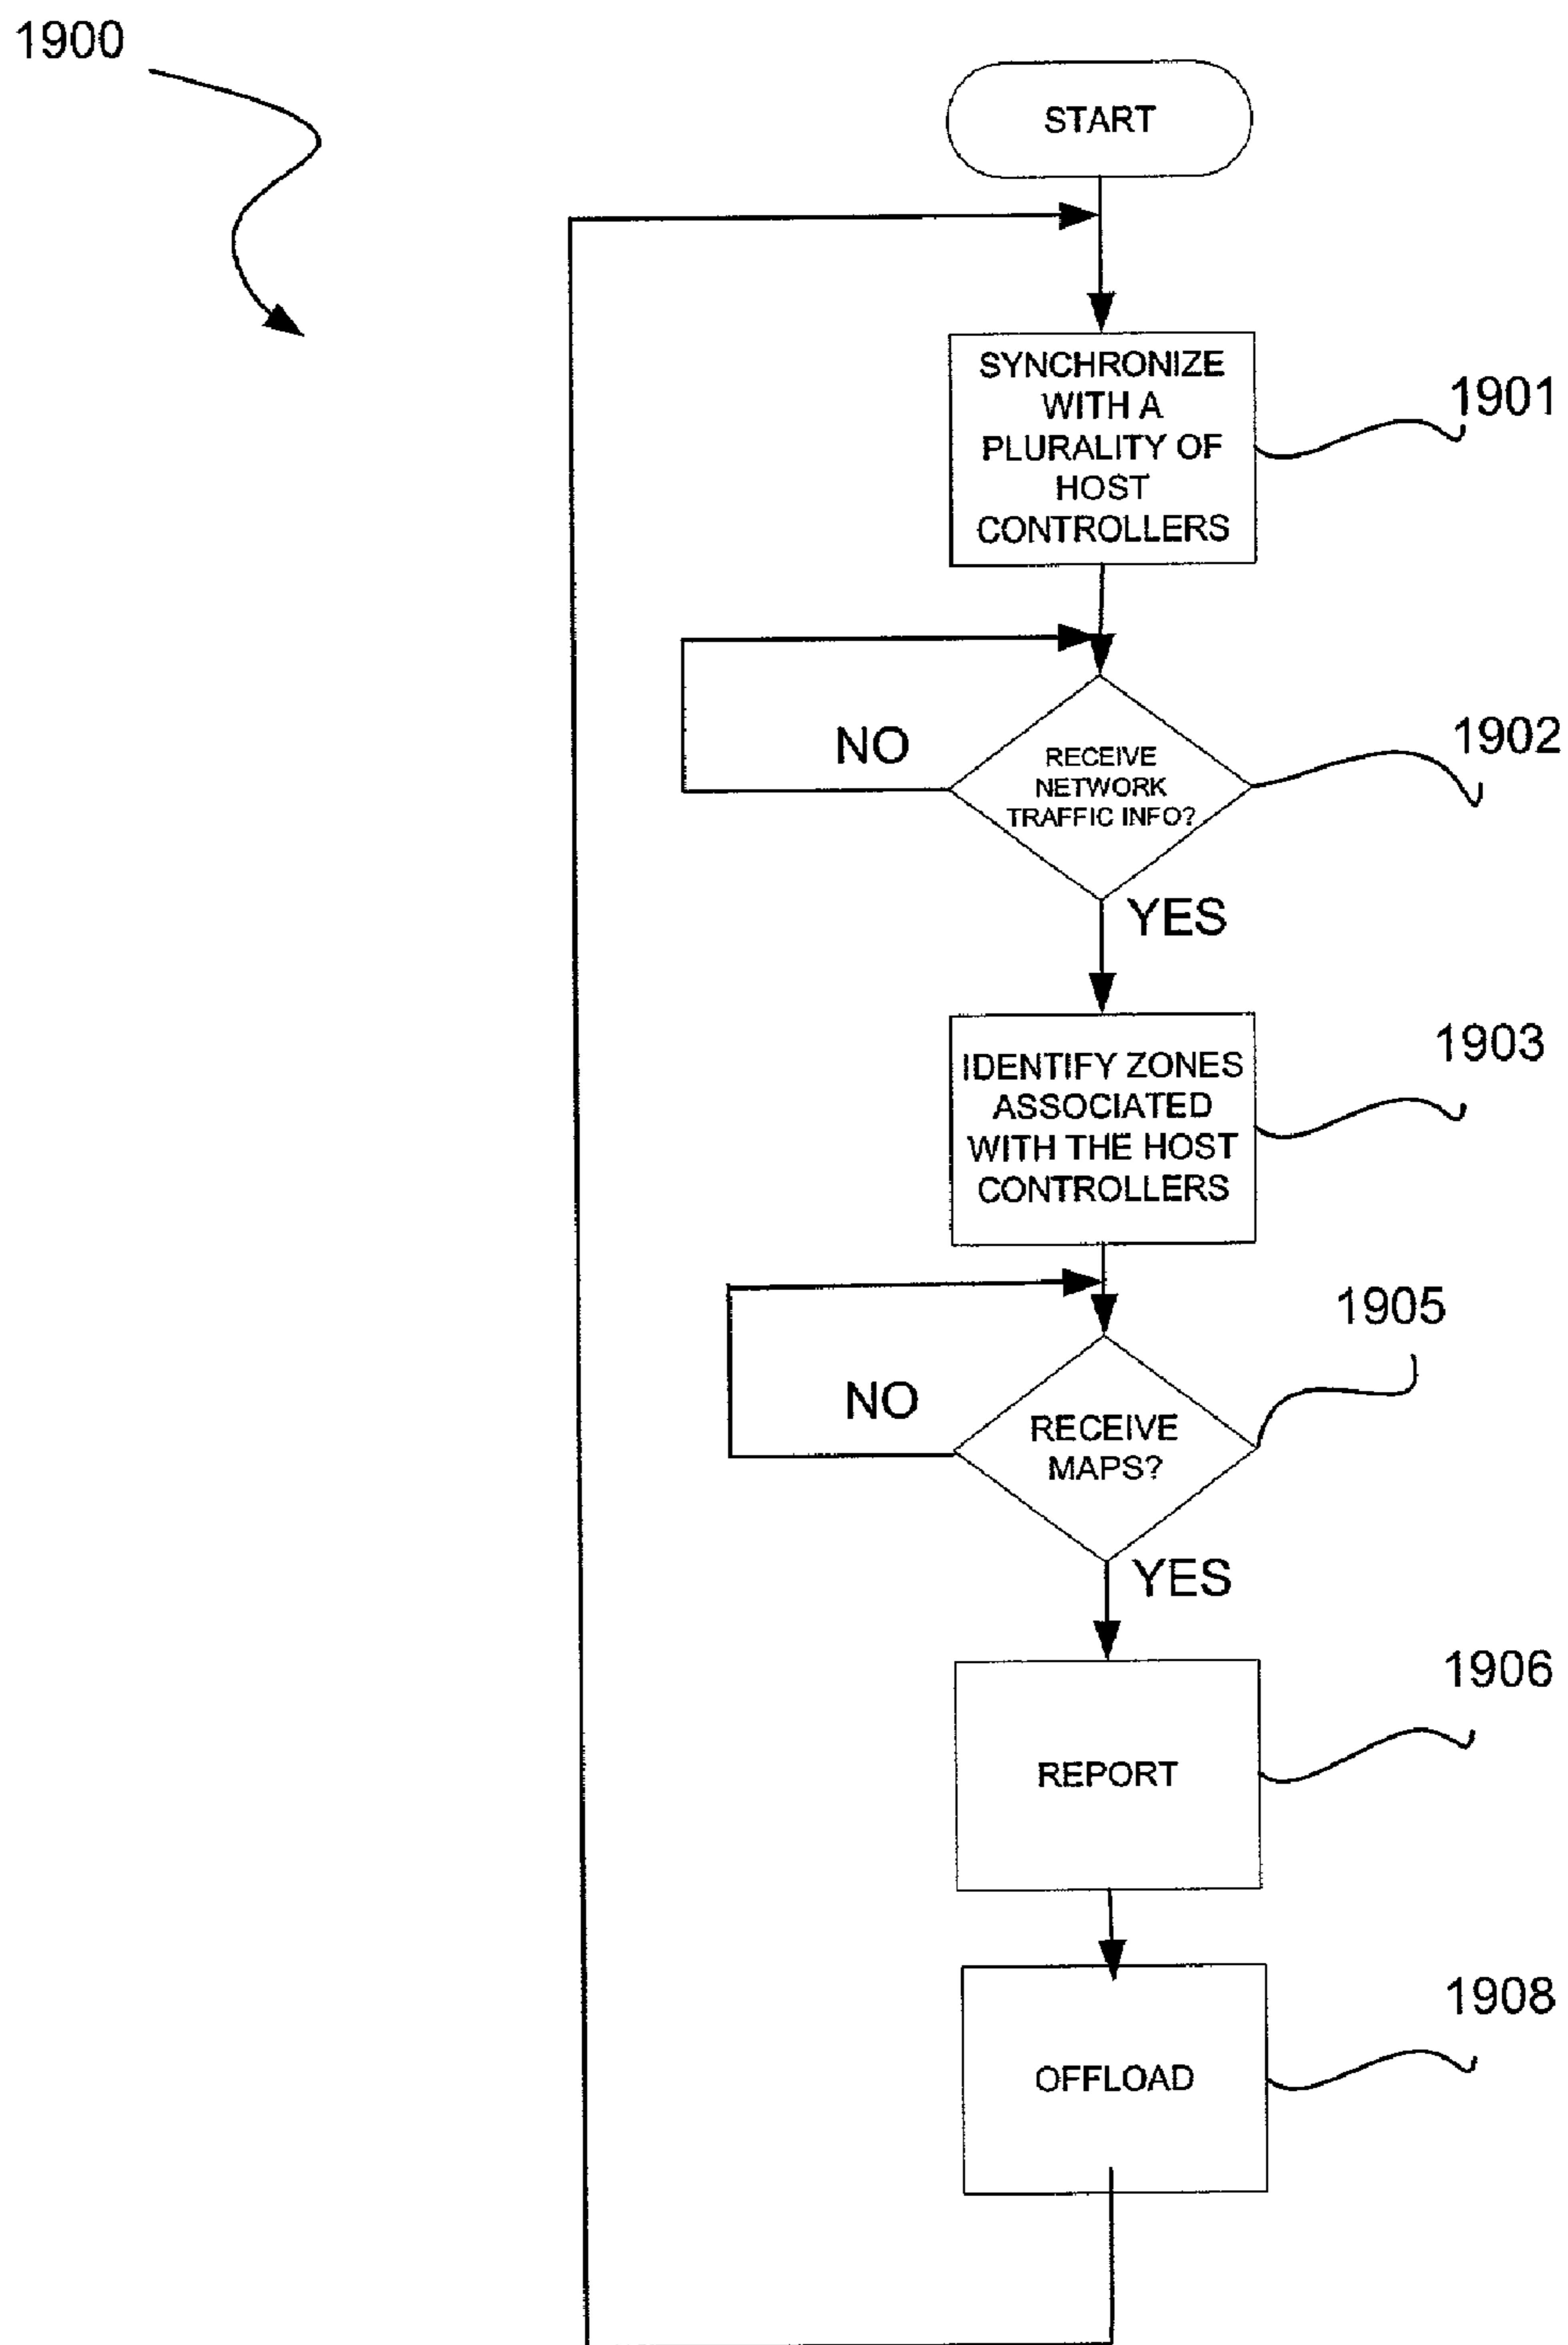 1900
START
SYNCHRONIZE
WITH A
PLURALITY OF
HOST
CONTROLLERS
1901
NO
RECEIVE
NETWORK
TRAFFIC INFO?
1902
YES
IDENTIFY ZONES
ASSOCIATED
WITH THE HOST
CONTROLLERS
1903
NO
RECEIVE
MAPS?
1905
YES
REPORT
1906
OFFLOAD
1908